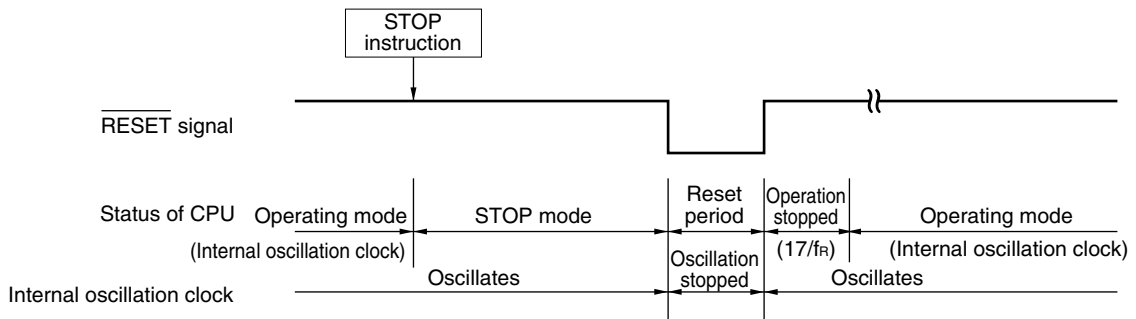 STOP
instruction
RESET signal
Status of CPU
Operating mode
(Internal oscillation clock)
STOP mode
Reset
period
Operation
stopped
(17/fR)
Operating mode
(Internal oscillation clock)
Internal oscillation clock
Oscillates
Oscillation
stopped
Oscillates